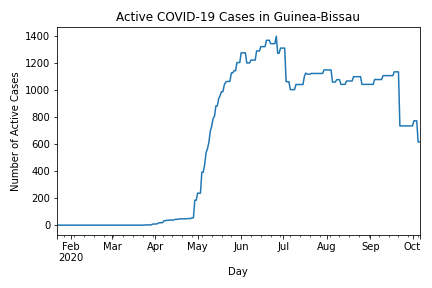 Active COVID-19 Cases in Guinea-Bissau
Number of Active Cases
1400
1200
1000
800
600
400
200
0
Feb Mar Apr May Jun Jul Aug Sep Oct
2020
Day